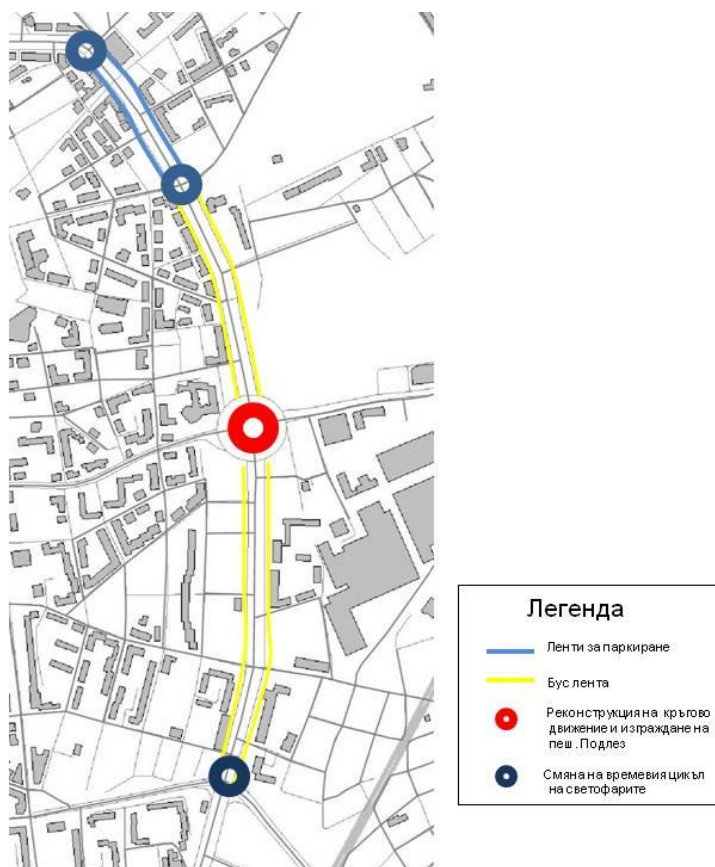 Легенда
Ленти за паркиране
Бус лента
Реконструкция на кръгово
движение и изграждане на
пеш. Подлез
Смяна на времевия цикъл
на светофарите